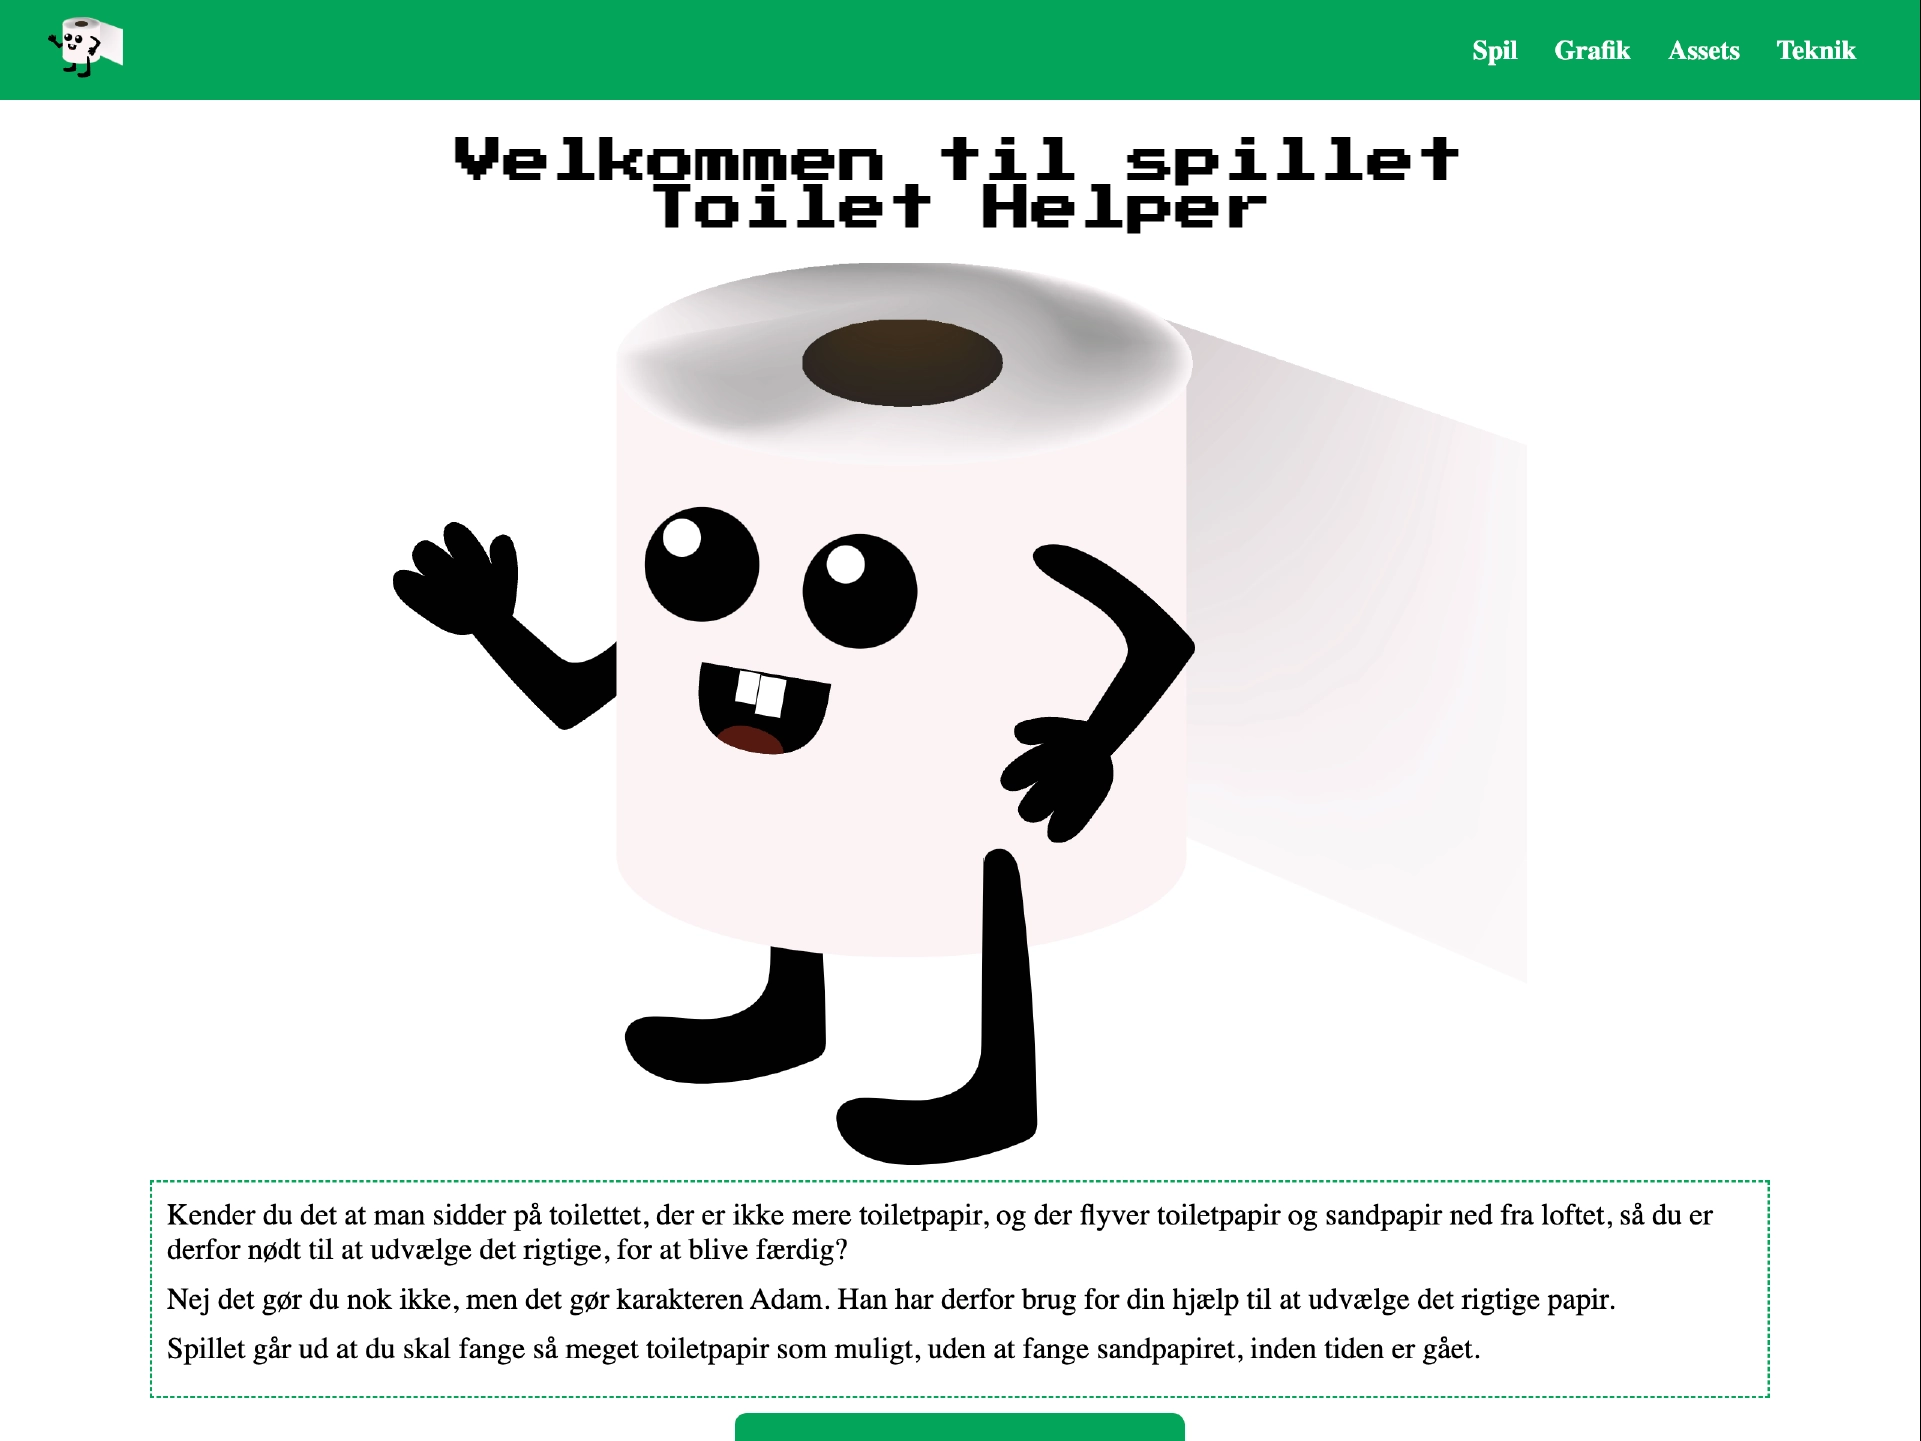 Spil Grafik Assets Teknik
Velkommen til spillet
Toilet Helper
Kender du det at man sidder på toilettet, der er ikke mere toiletpapir, og der flyver toiletpapir og sandpapir ned fra loftet, så du er
derfor nødt til at udvælge det rigtige, for at blive færdig?
Nej det gør du nok ikke, men det gør karakteren Adam. Han har derfor brug for din hjælp til at udvælge det rigtige papir.
Spillet går ud at du skal fange så meget toiletpapir som muligt, uden at fange sandpapiret, inden tiden er gået.